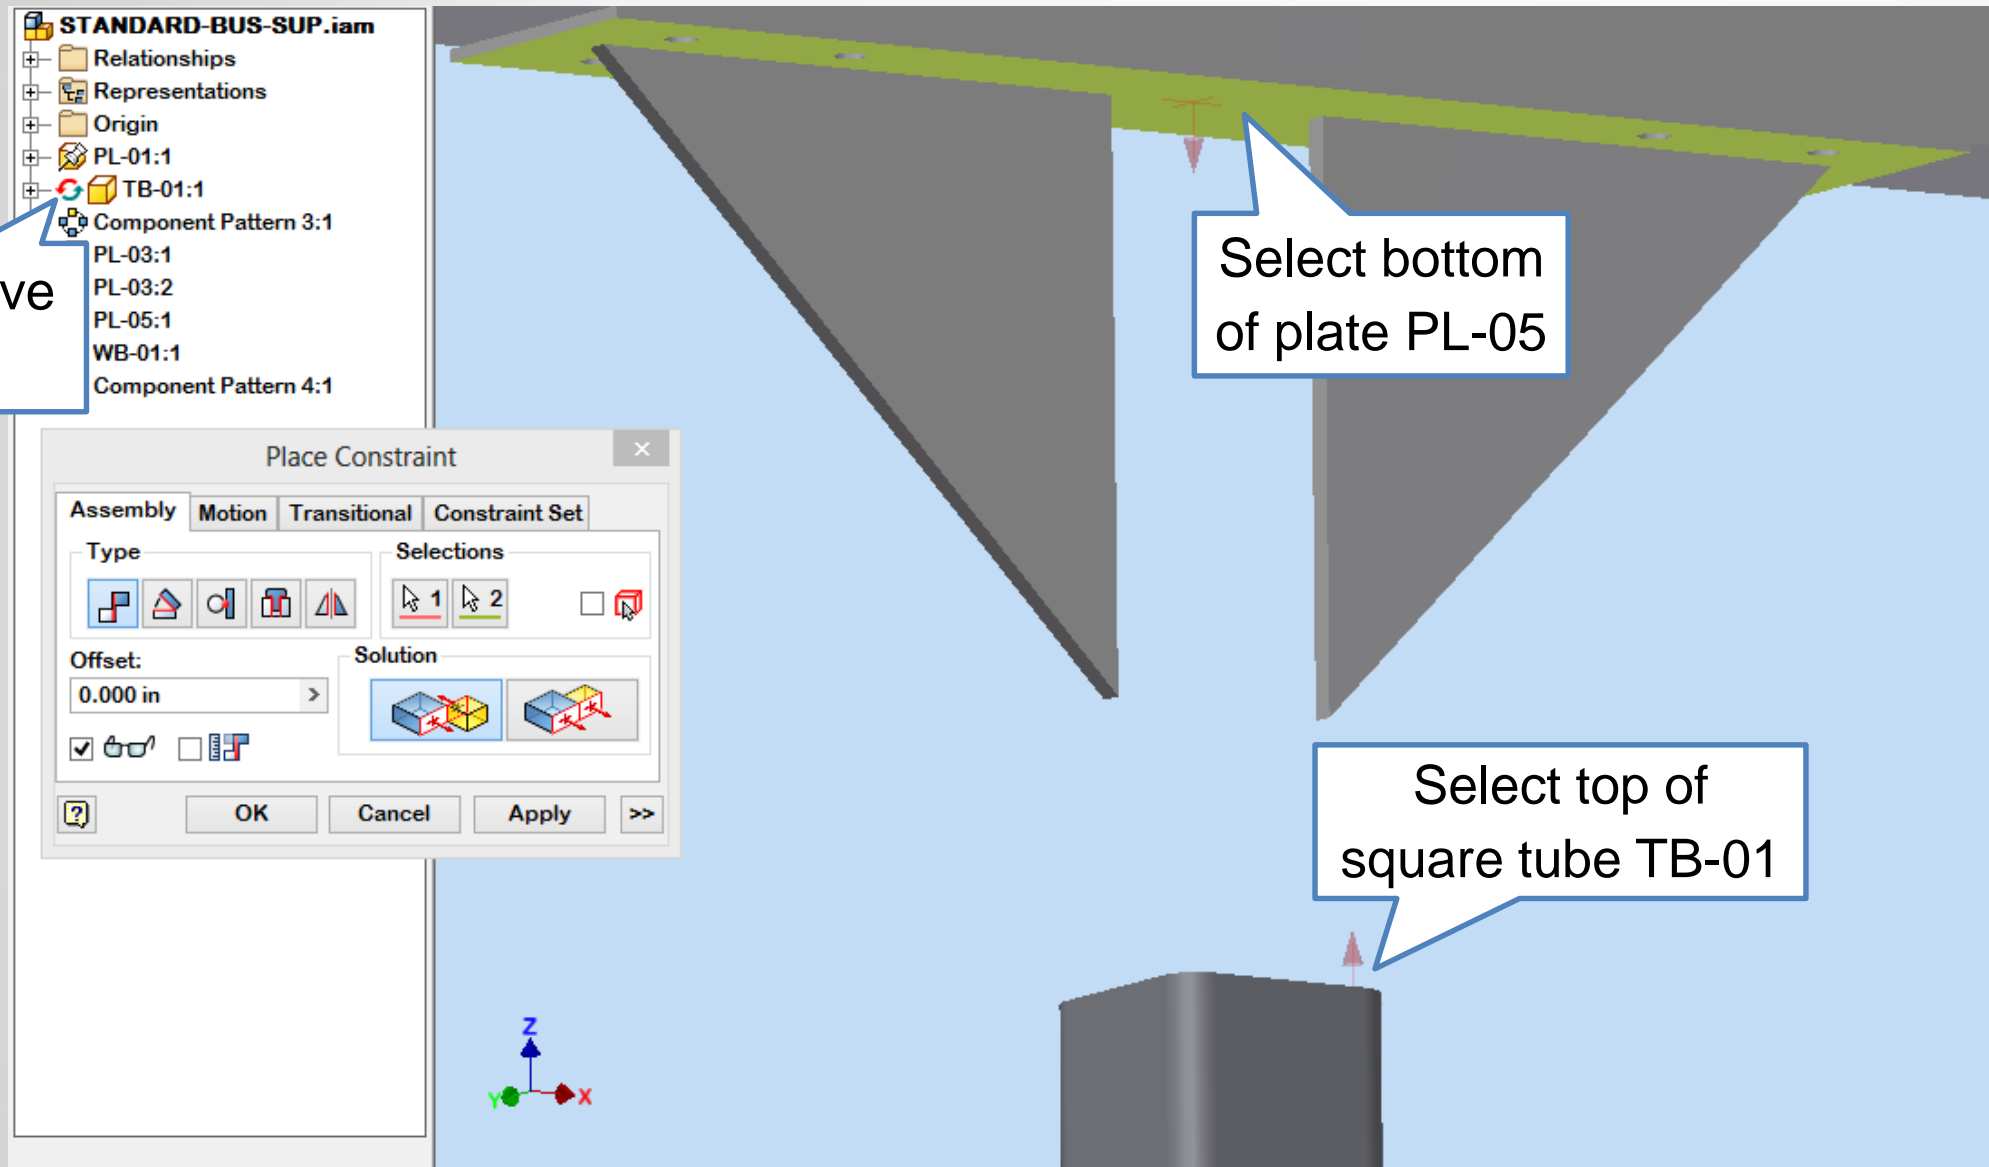 STANDARD-BUS-SUP.iam
Relationships
Representations
Origin
PL-01:1
TB-01:1
Component Pattern 3:1
PL-03:1
PL-03:2
PL-05:1
WB-01:1
Component Pattern 4:1
ve
Select bottom
of plate PL-05
Place Constraint
Assembly Motion Transitional Constraint Set
Type Selections
1 2
Offset: Solution
0.000 in >
OK Cancel Apply >>
Select top of
square tube TB-01
Z
Y X